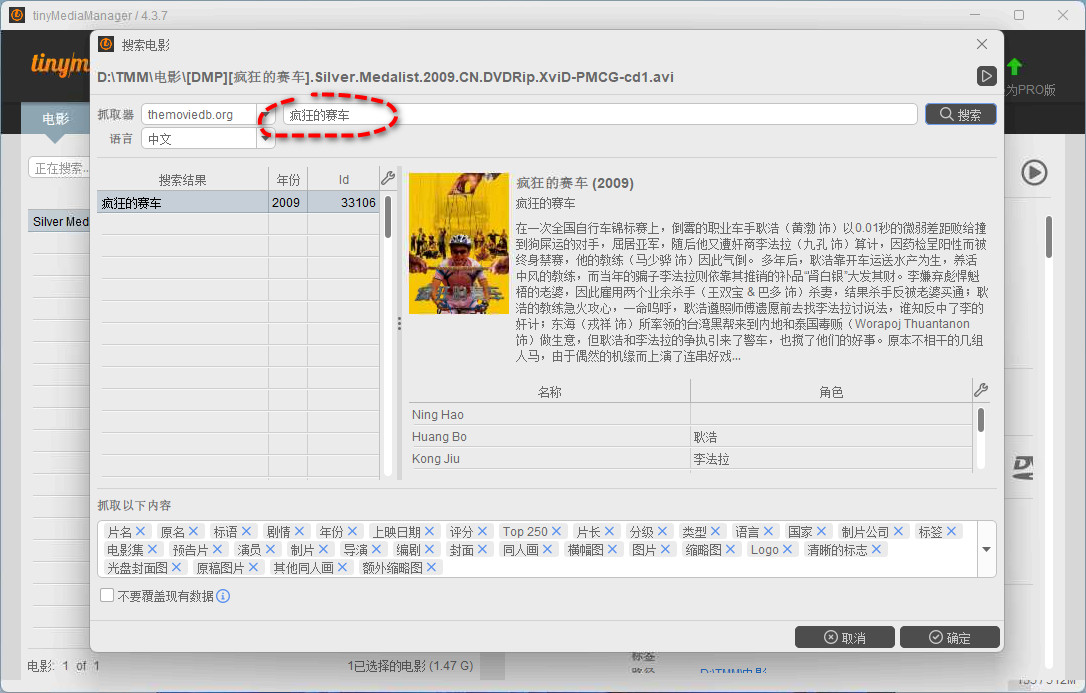 tinyMediaManager / 4.3.7
搜索电影
D:\TMM\电影\[DMP][疯狂的赛车].Silver.Medalist.2009.CN.DVDRip.XviD-PMCG-cd1.avi
tinym
为PRO版
电影
抓取器 themoviedb.org 疯狂的赛车 搜索
语言 中文
正在搜索...
搜索结果 年份 Id
疯狂的赛车 2009 33106
Silver Med
疯狂的赛车 (2009)
疯狂的赛车
在一次全国自行车锦标赛上，倒霉的职业车手耿浩（黄渤 饰）以0.01秒的微弱差距败给撞
到狗屎运的对手，屈居亚军，随后他又遭奸商李法拉（九孔 饰）算计，因药检呈阳性而被
终身禁赛，他的教练（马少骅 饰）因此气倒。 多年后，耿浩靠开车运送水产为生，养活
中风的教练，而当年的骗子李法拉则依靠其推销的补品“肾白银”大发其财。李嫌弃彪悍魁
梧的老婆，因此雇用两个业余杀手（王双宝 & 巴多 饰）杀妻，结果杀手反被老婆买通；耿
浩的教练急火攻心，一命呜呼，耿浩遵照师傅遗愿前去找李法拉讨说法，谁知反中了李的
奸计；东海（戎祥 饰）所率领的台湾黑帮来到内地和泰国毒贩（Worapoj Thuantanon
饰）做生意，但耿浩和李法拉的争执引来了警车，也搅了他们的好事。原本不相干的几组
人马，由于偶然的机缘而上演了连串好戏...
疯狂的赛车
名称 角色
Ning Hao
Huang Bo 耿浩
Kong Jiu 李法拉
抓取以下内容
片名 原名 标语 剧情 年份 上映日期 评分 Top 250 片长 分级 类型 语言 国家 制片公司 标签
电影集 预告片 演员 制片 导演 编剧 封面 同人画 横幅图 图片 缩略图 Logo 清晰的标志
光盘封面图 原稿图片 其他同人画 额外缩略图
不要覆盖现有数据
取消 确定
电影: 1 of 1 1已选择的电影 (1.47 G)
标签
路径 D:\TMM\电影